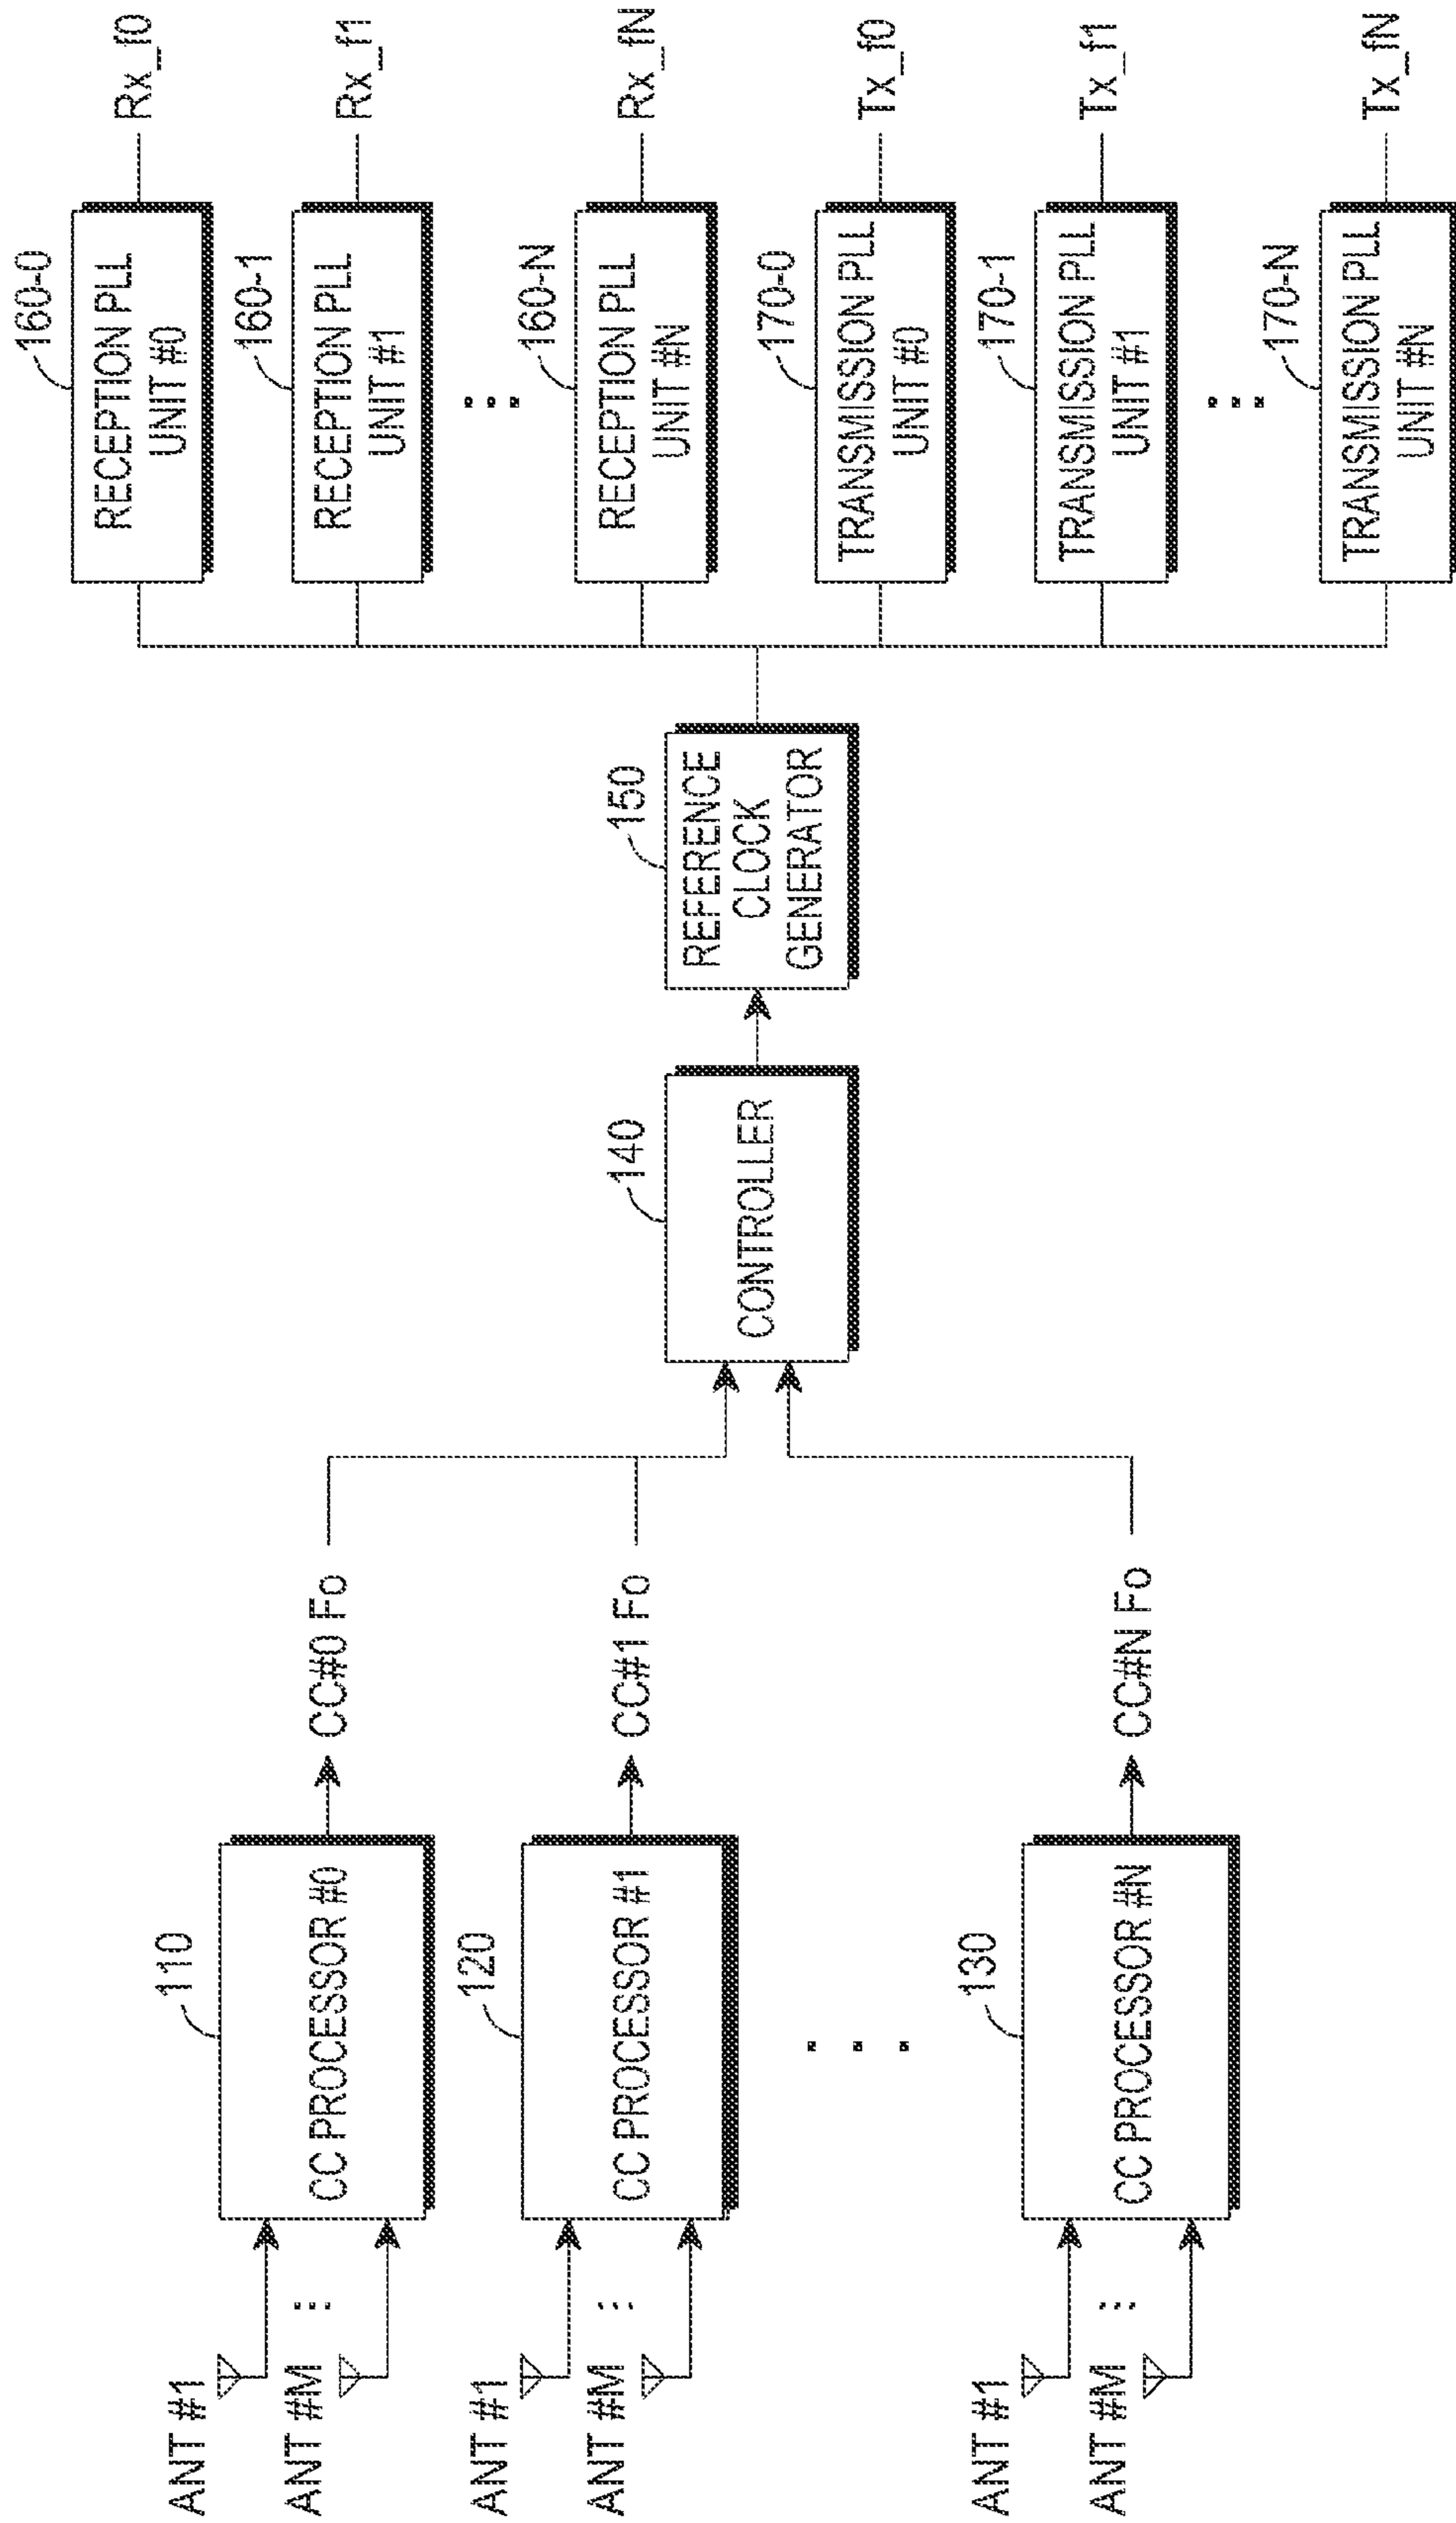 ANT #1
ANT #M
110
CC PROCESSOR #0
CC#0 Fo
ANT #1
ANT #M
120
CC PROCESSOR #1
CC#1 Fo
ANT #1
ANT #M
130
CC PROCESSOR #N
CC#N Fo
140
CONTROLLER
150
REFERENCE
CLOCK
GENERATOR
160-0
RECEPTION PLL
UNIT #0
Rx_f0
160-1
RECEPTION PLL
UNIT #1
Rx_f1
160-N
RECEPTION PLL
UNIT #N
Rx_fN
170-0
TRANSMISSION PLL
UNIT #0
Tx_f0
170-1
TRANSMISSION PLL
UNIT #1
Tx_f1
170-N
TRANSMISSION PLL
UNIT #N
Tx_fN